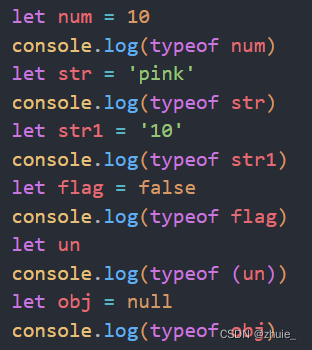 let num = 10
console.log(typeof num)
let str = 'pink'
console.log(typeof str)
let str1 = '10'
console.log(typeof str1)
let flag = false
console.log(typeof flag)
let un
console.log(typeof (un))
let obj = null
console.log(typeof obj)
CSDN @zhuie_